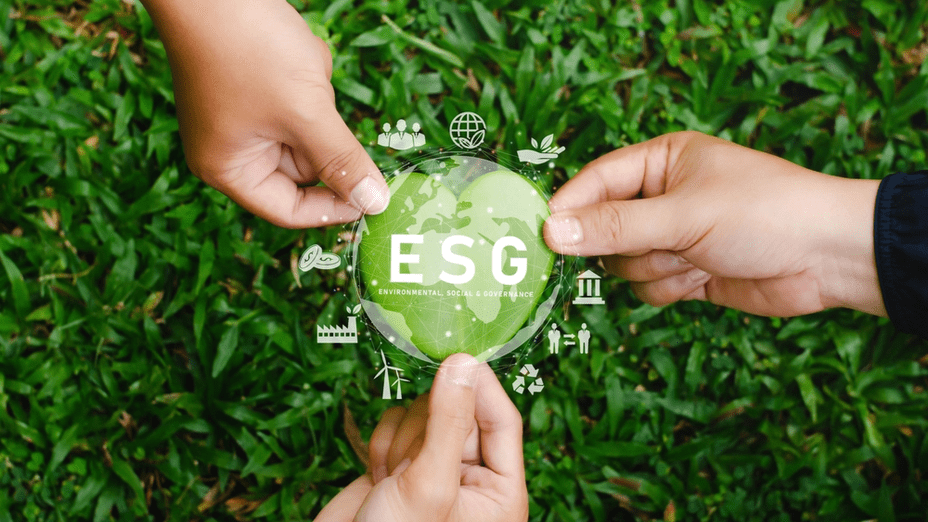 ESG
ENVIRONMENTAL, SOCIAL & GOVERNANCE